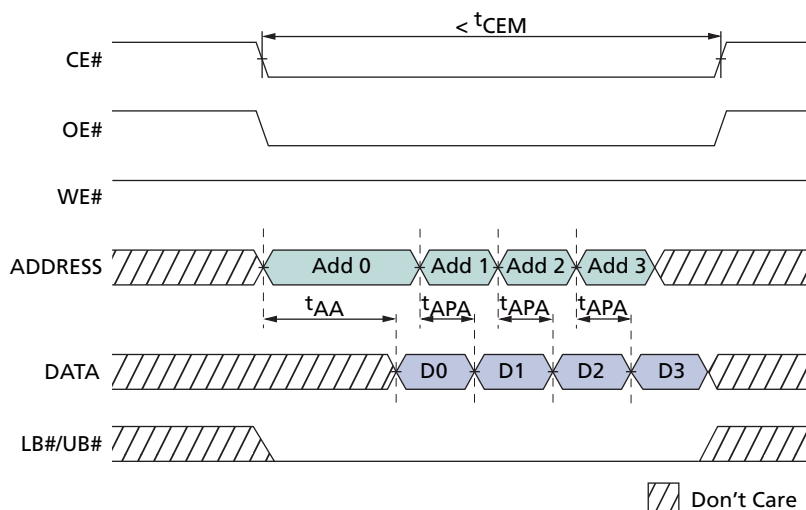 < tCEM
CE#
OE#
WE#
ADDRESS Add 0 Add 1 Add 2 Add 3
tAA tAPA tAPA tAPA
DATA D0 D1 D2 D3
LB#/UB#
Don't Care